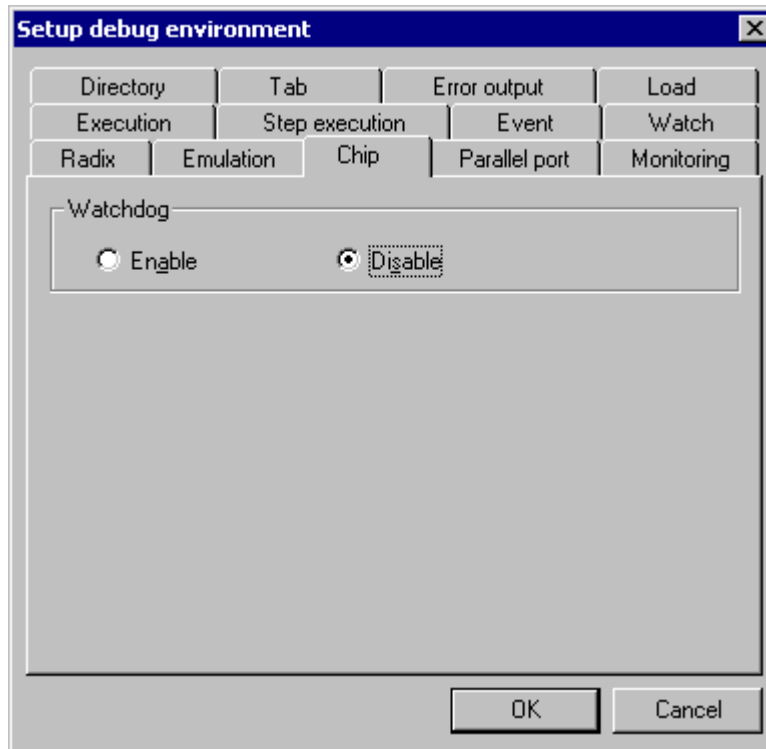 Setup debug environment
Directory Tab Error output Load
Execution Step execution Event Watch
Radix Emulation Chip Parallel port Monitoring
Watchdog
Enable Disable
OK Cancel